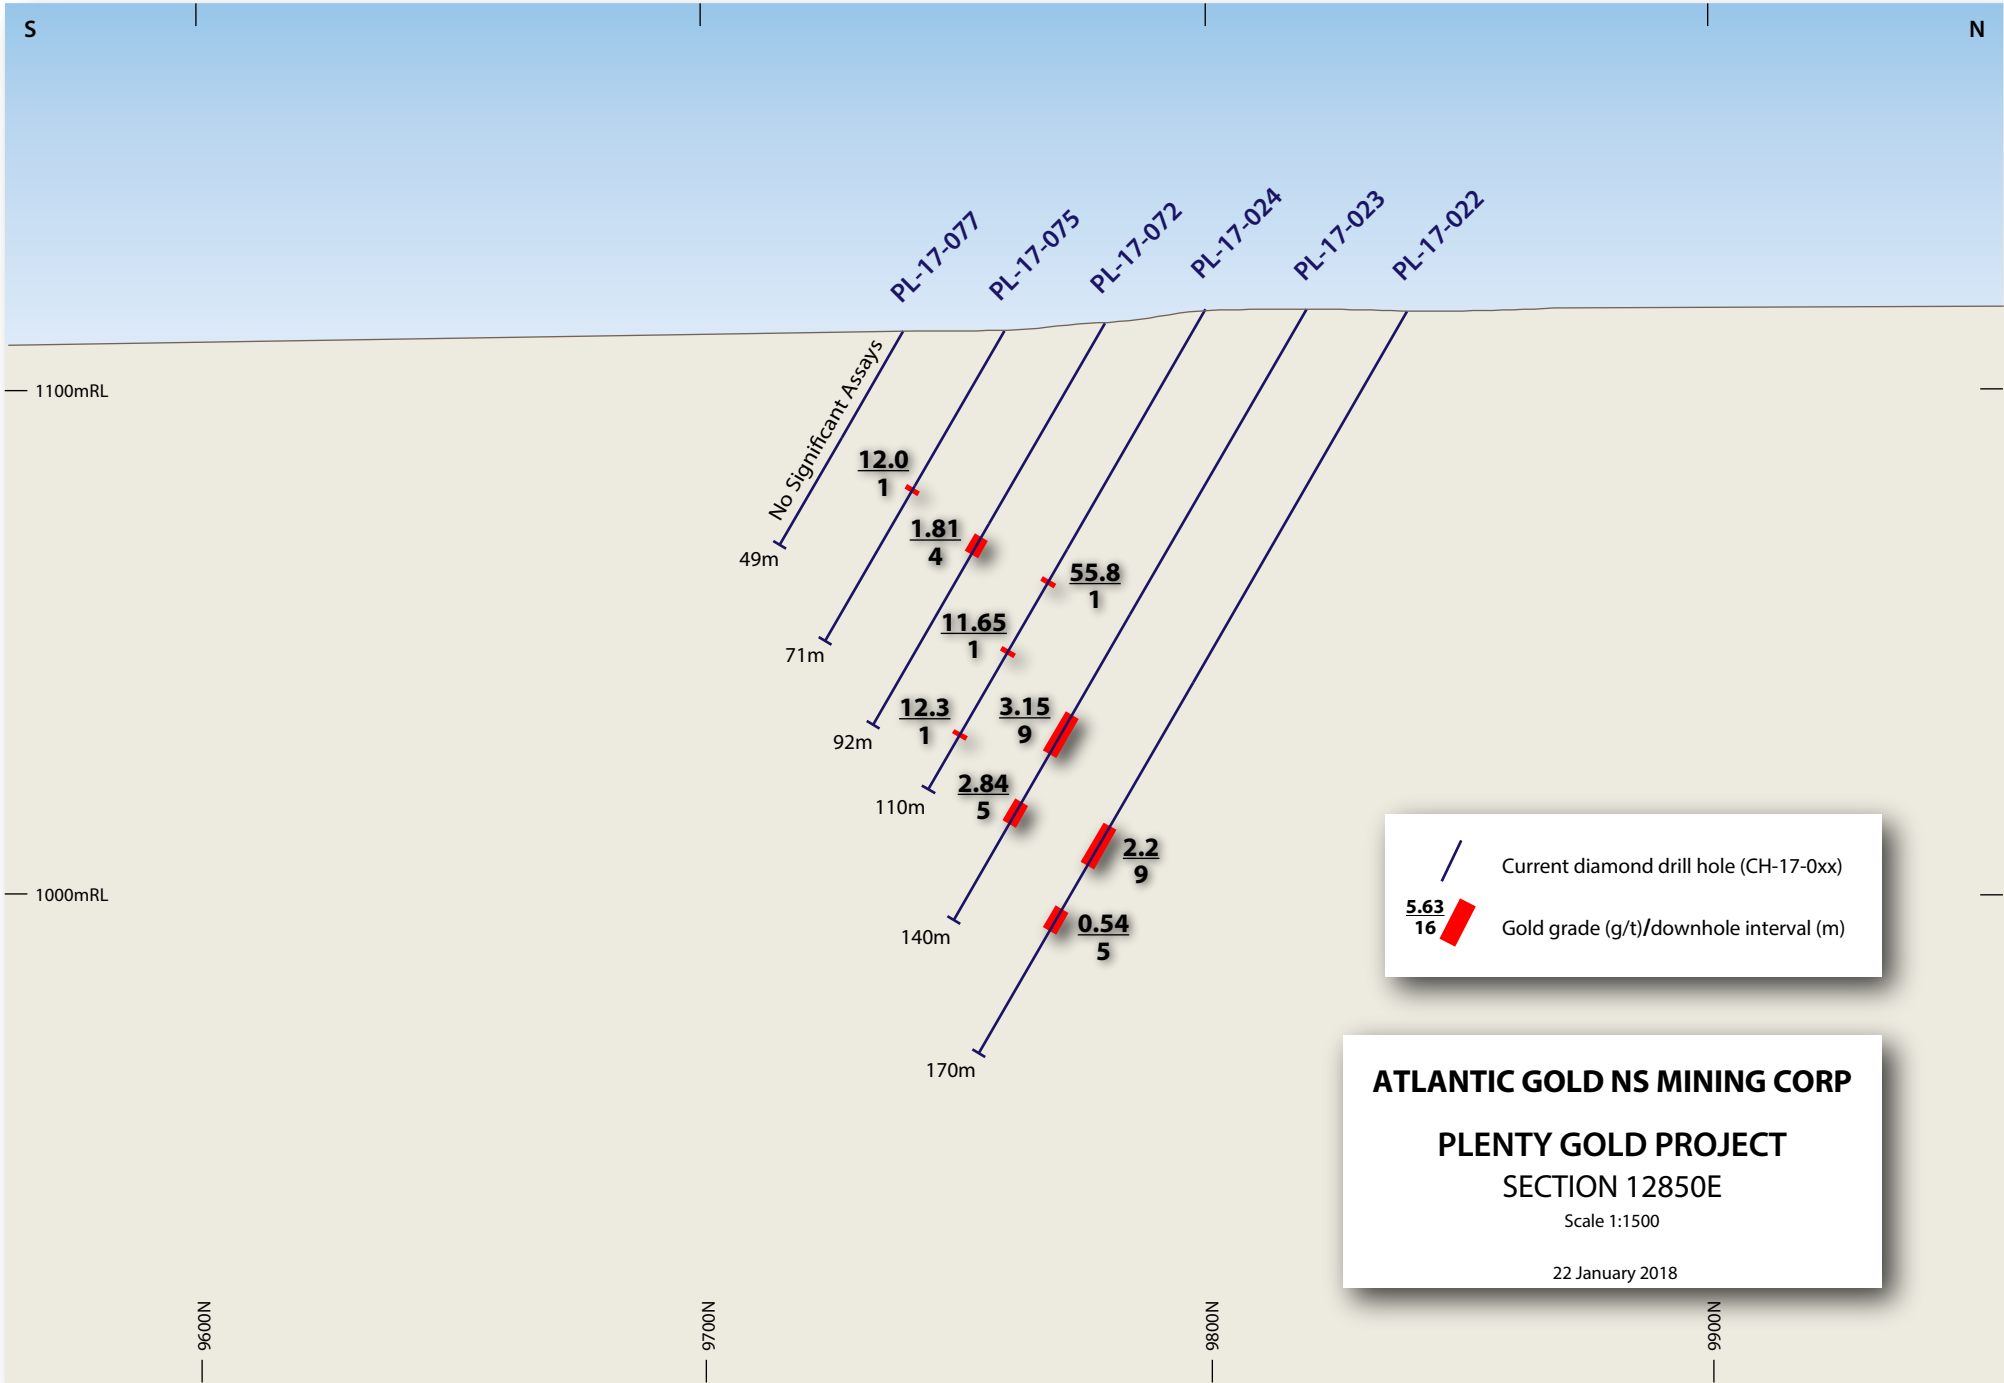 S
N
PL-17-077
PL-17-075
PL-17-072
PL-17-024
PL-17-023
PL-17-022
1100mRL
No Significant Assays
12.0
1
1.81
4
49m
55.8
1
11.65
1
71m
12.3
1
3.15
9
92m
2.84
5
110m
2.2
9
1000mRL
0.54
5
140m
170m
Current diamond drill hole (CH-17-0xx)
5.63
16
Gold grade (g/t)/downhole interval (m)
ATLANTIC GOLD NS MINING CORP
PLENTY GOLD PROJECT
SECTION 12850E
Scale 1:1500
22 January 2018
9600N
9700N
9800N
9900N